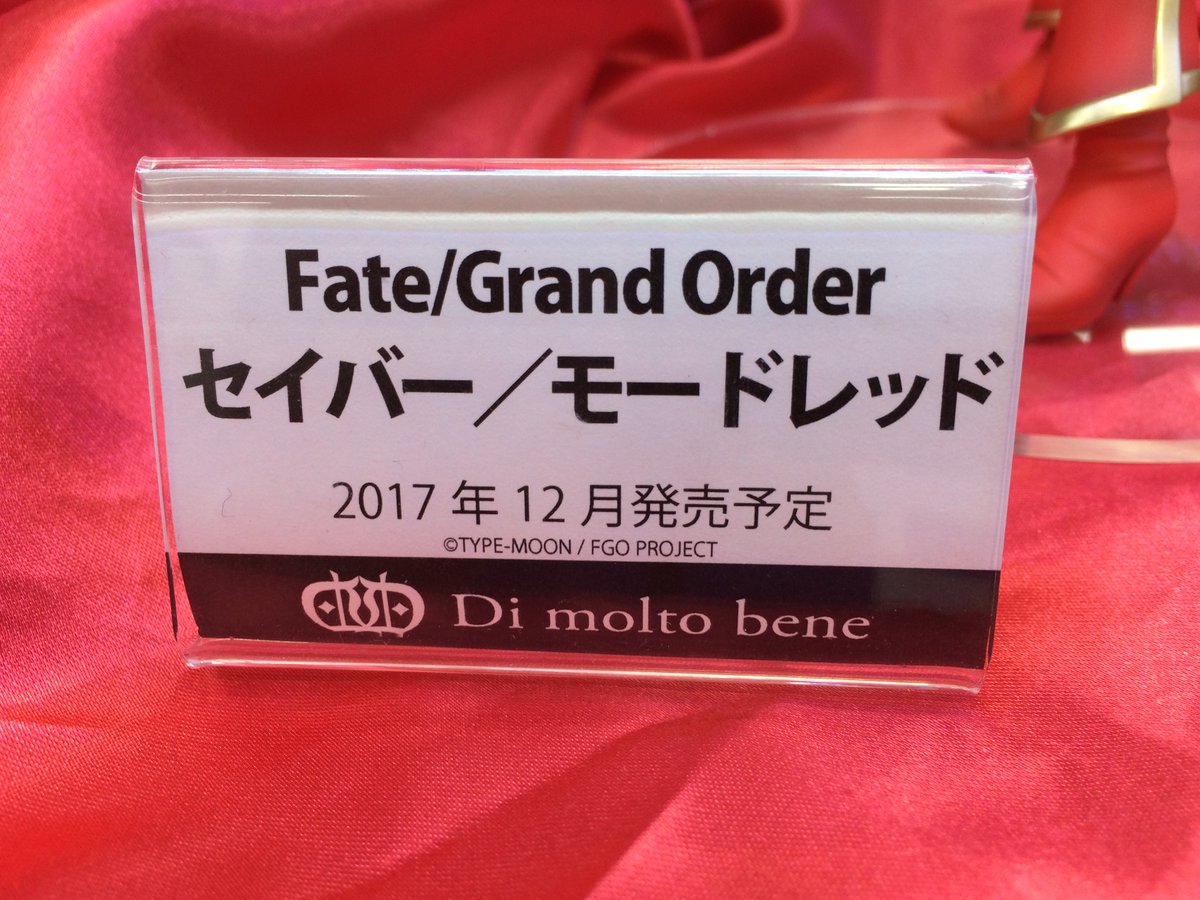 Fate/Grand Order
セイバー／モードレッド
2017 年 12 月発売予定
©TYPE-MOON / FGO PROJECT
Di molto bene